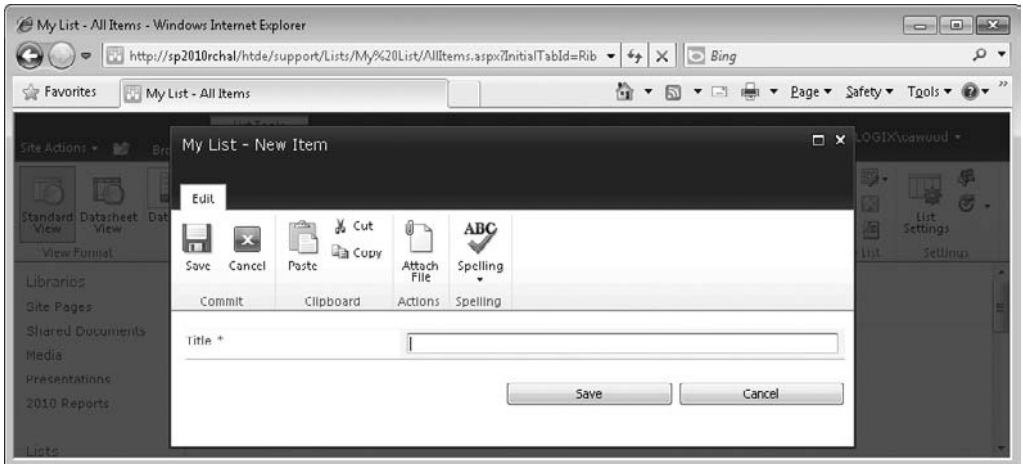 My List - All Items - Windows Internet Explorer
http://sp2010rchal/htde/support/Lists/My%20List/AllItems.aspx?InitialTabId=Rib
Bing
Favorites
My List - All Items
Page
Safety
Tools
Site Actions
LOGIX\cawood
My List - New Item
Edit
Save
Cancel
Paste
Cut
Copy
Attach File
ABC
Spelling
Commit
Clipboard
Actions
Spelling
Standard View
Datasheet View
View Format
List Settings
Settings
Libraries
Site Pages
Shared Documents
Media
Presentations
2010 Reports
Lists
Title *
Save
Cancel